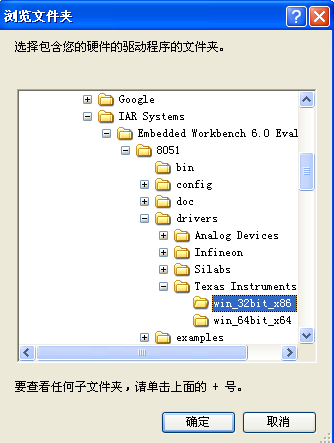 浏览文件夹
选择包含您的硬件的驱动程序的文件夹。
Google
IAR Systems
Embedded Workbench 6.0 Eval
8051
bin
config
doc
drivers
Analog Devices
Infineon
Silabs
Texas Instruments
win_32bit_x86
win_64bit_x64
examples
要查看任何子文件夹，请单击上面的 + 号。
确定 取消